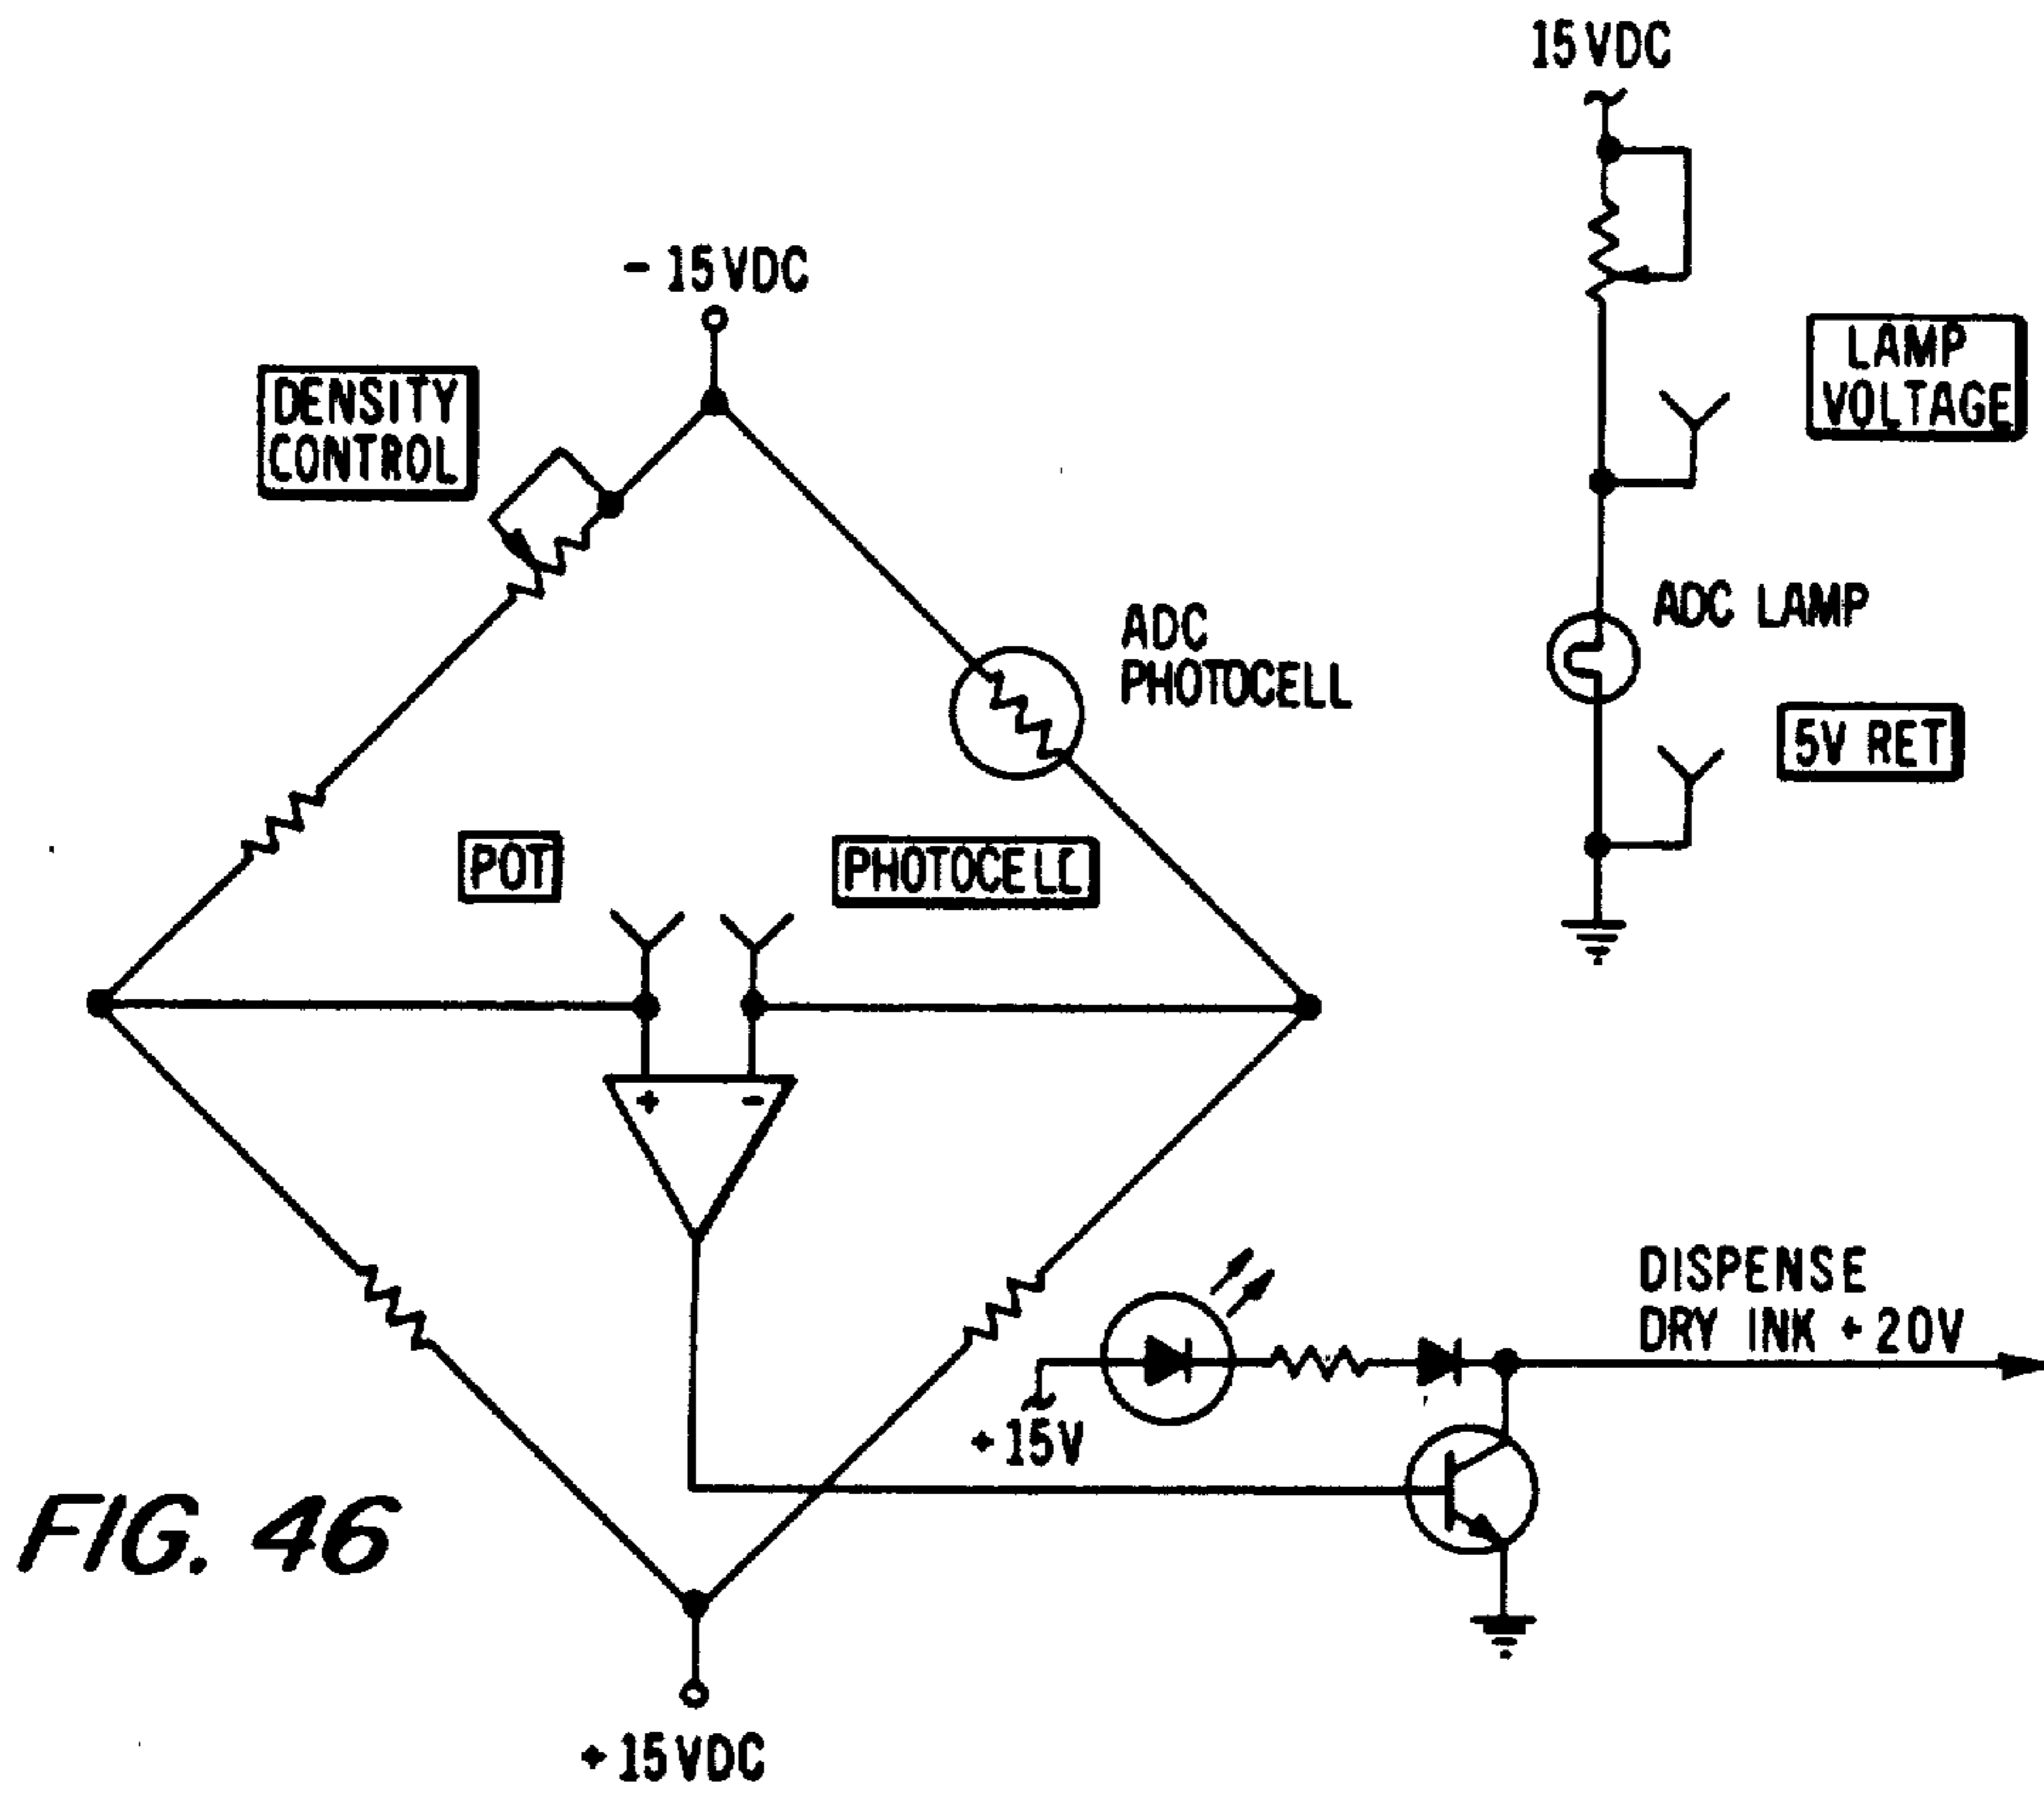 15VDC
- 15VDC
DENSITY
CONTROL
LAMP
VOLTAGE
ADC LAMP
ADC
PHOTOCELL
5V RET
POT
PHOTOCELL
+ -
DISPENSE
DRY INK + 20V
+15V
FIG. 46
+15VDC